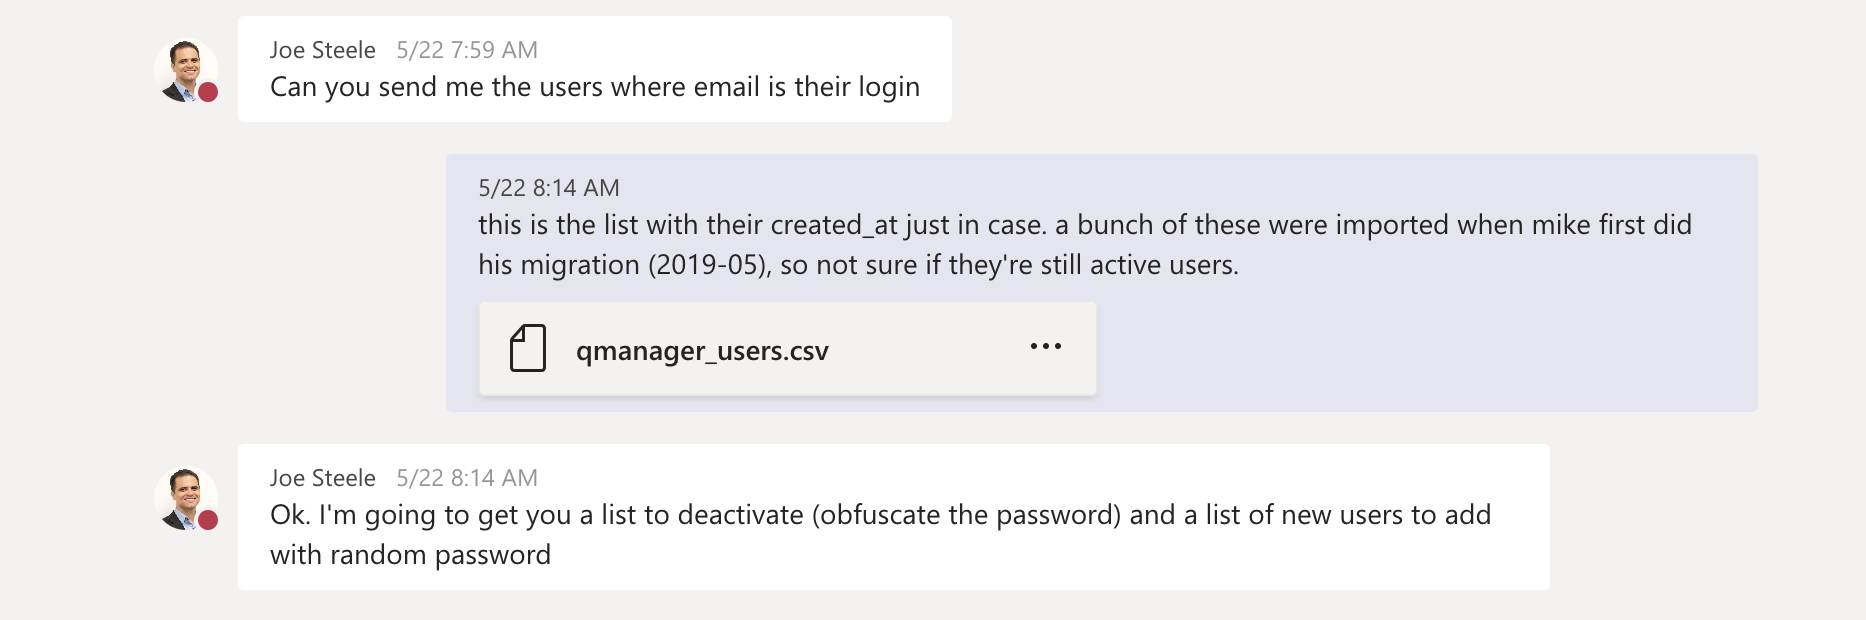 Joe Steele 5/22 7:59 AM
Can you send me the users where email is their login
5/22 8:14 AM
this is the list with their created_at just in case. a bunch of these were imported when mike first did
his migration (2019-05), so not sure if they're still active users.
qmanager_users.csv
Joe Steele 5/22 8:14 AM
Ok. I'm going to get you a list to deactivate (obfuscate the password) and a list of new users to add
with random password